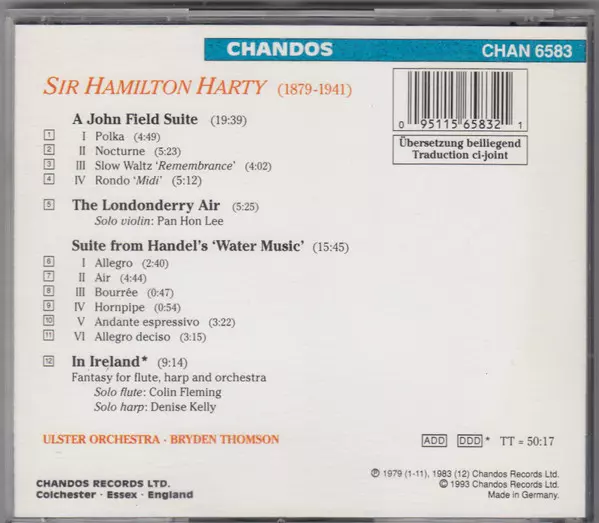 CHANDOS CHAN 6583
SIR HAMILTON HARTY (1879-1941)
0 95115 65832 1
Übersetzung beiliegend
Traduction ci-joint
A John Field Suite (19:39)
1 I Polka (4:49)
2 II Nocturne (5:23)
3 III Slow Waltz ‘Remembrance’ (4:02)
4 IV Rondo ‘Midi’ (5:12)
5 The Londonderry Air (5:25)
Solo violin: Pan Hon Lee
Suite from Handel's ‘Water Music’ (15:45)
6 I Allegro (2:40)
7 II Air (4:44)
8 III Bourrée (0:47)
9 IV Hornpipe (0:54)
10 V Andante espressivo (3:22)
11 VI Allegro deciso (3:15)
12 In Ireland* (9:14)
Fantasy for flute, harp and orchestra
Solo flute: Colin Fleming
Solo harp: Denise Kelly
ULSTER ORCHESTRA · BRYDEN THOMSON ADD DDD* TT = 50:17
CHANDOS RECORDS LTD.
Colchester · Essex · England
℗ 1979 (1-11), 1983 (12) Chandos Records Ltd.
© 1993 Chandos Records Ltd.
Made in Germany.